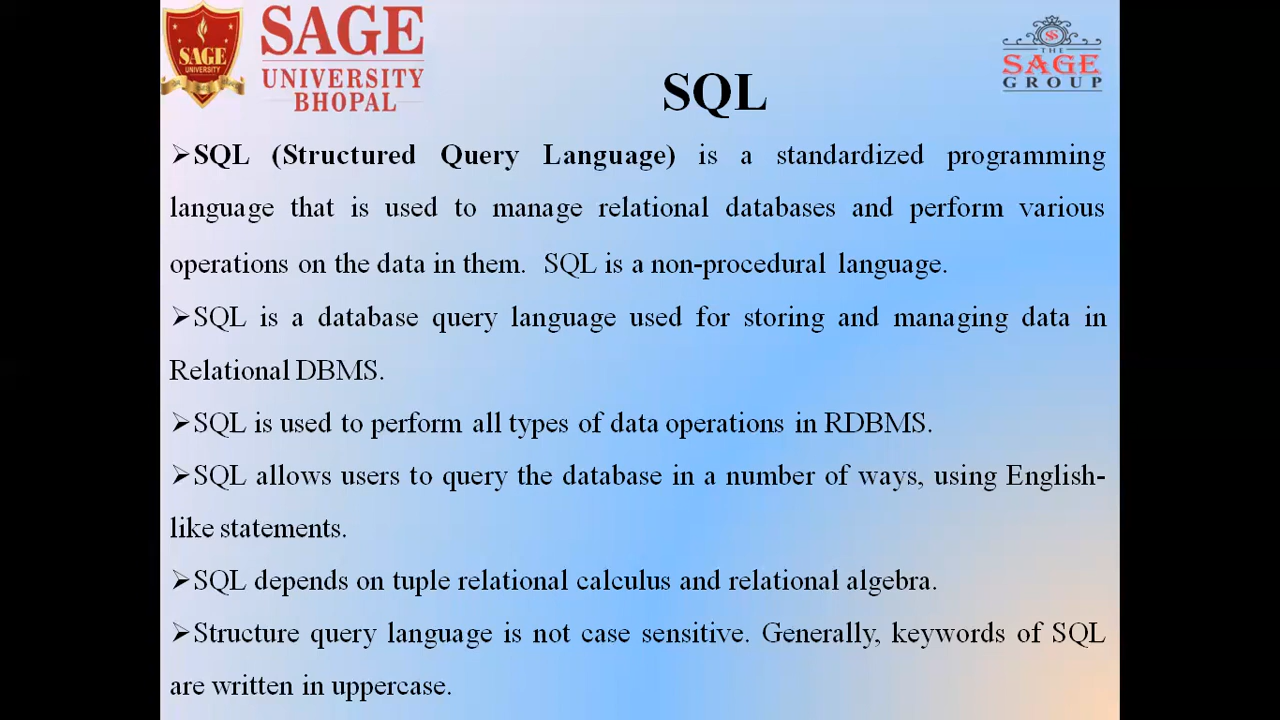 SAGE
UNIVERSITY
BHOPAL
SAGE
UNIVERSITY
SS
THE
SAGE
GROUP
SQL
➢SQL (Structured Query Language) is a standardized programming
language that is used to manage relational databases and perform various
operations on the data in them. SQL is a non-procedural language.
➢SQL is a database query language used for storing and managing data in
Relational DBMS.
➢SQL is used to perform all types of data operations in RDBMS.
➢SQL allows users to query the database in a number of ways, using English-
like statements.
➢SQL depends on tuple relational calculus and relational algebra.
➢Structure query language is not case sensitive. Generally, keywords of SQL
are written in uppercase.